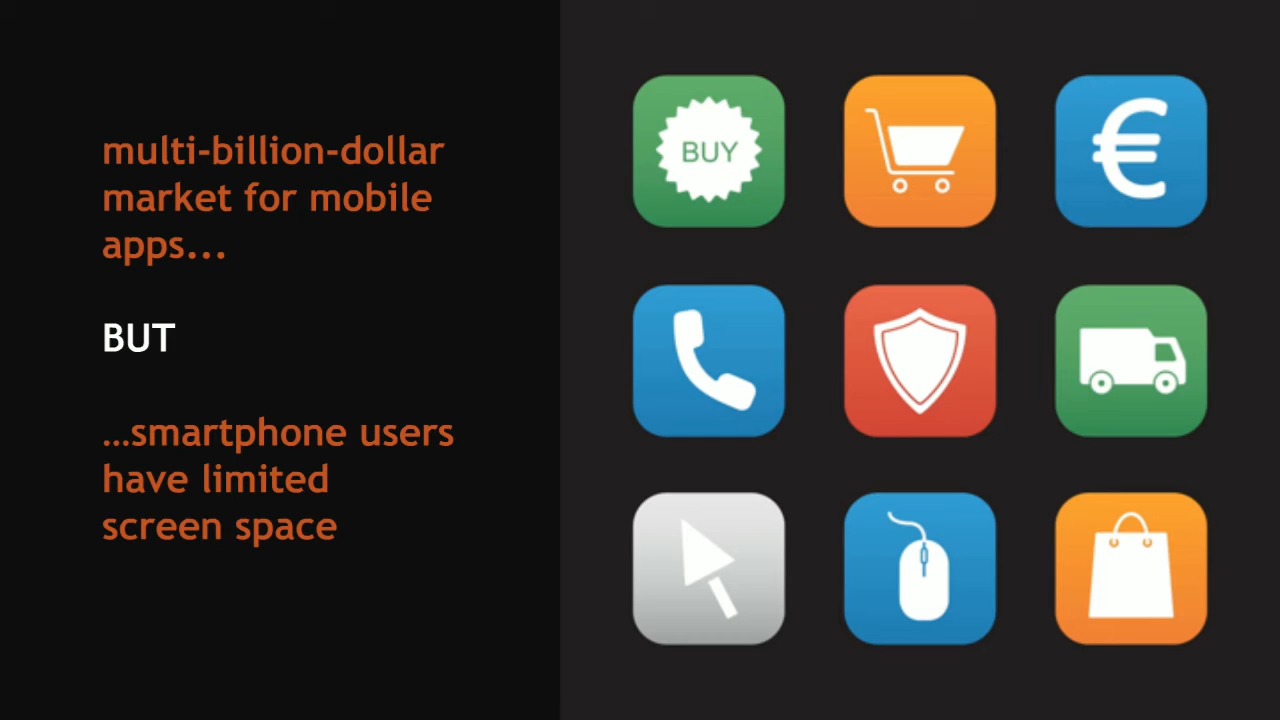 multi-billion-dollar
market for mobile
apps...
BUT
...smartphone users
have limited
screen space
BUY
€